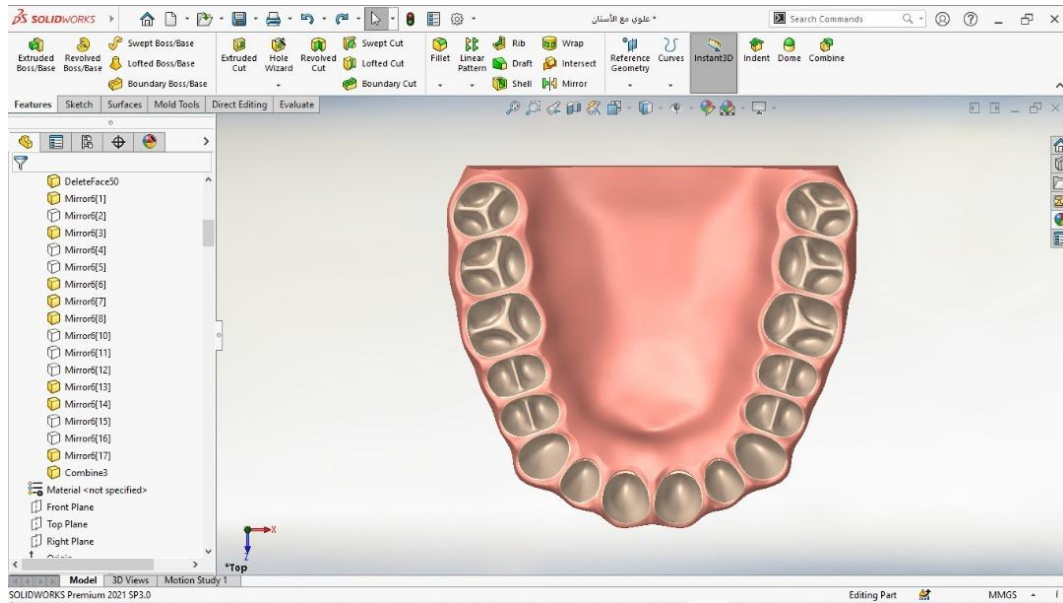 SOLIDWORKS
علوي مع الأسنان *
Search Commands
Extruded Boss/Base
Revolved Boss/Base
Swept Boss/Base
Lofted Boss/Base
Boundary Boss/Base
Extruded Cut
Hole Wizard
Revolved Cut
Swept Cut
Lofted Cut
Boundary Cut
Fillet
Linear Pattern
Rib
Draft
Shell
Wrap
Intersect
Mirror
Reference Geometry
Curves
Instant3D
Indent
Dome
Combine
Features
Sketch
Surfaces
Mold Tools
Direct Editing
Evaluate
DeleteFace50
Mirror6[1]
Mirror6[2]
Mirror6[3]
Mirror6[4]
Mirror6[5]
Mirror6[6]
Mirror6[7]
Mirror6[8]
Mirror6[10]
Mirror6[11]
Mirror6[12]
Mirror6[13]
Mirror6[14]
Mirror6[15]
Mirror6[16]
Mirror6[17]
Combine3
Material <not specified>
Front Plane
Top Plane
Right Plane
X
Z
*Top
Model
3D Views
Motion Study 1
SOLIDWORKS Premium 2021 SP3.0
Editing Part
MMGS